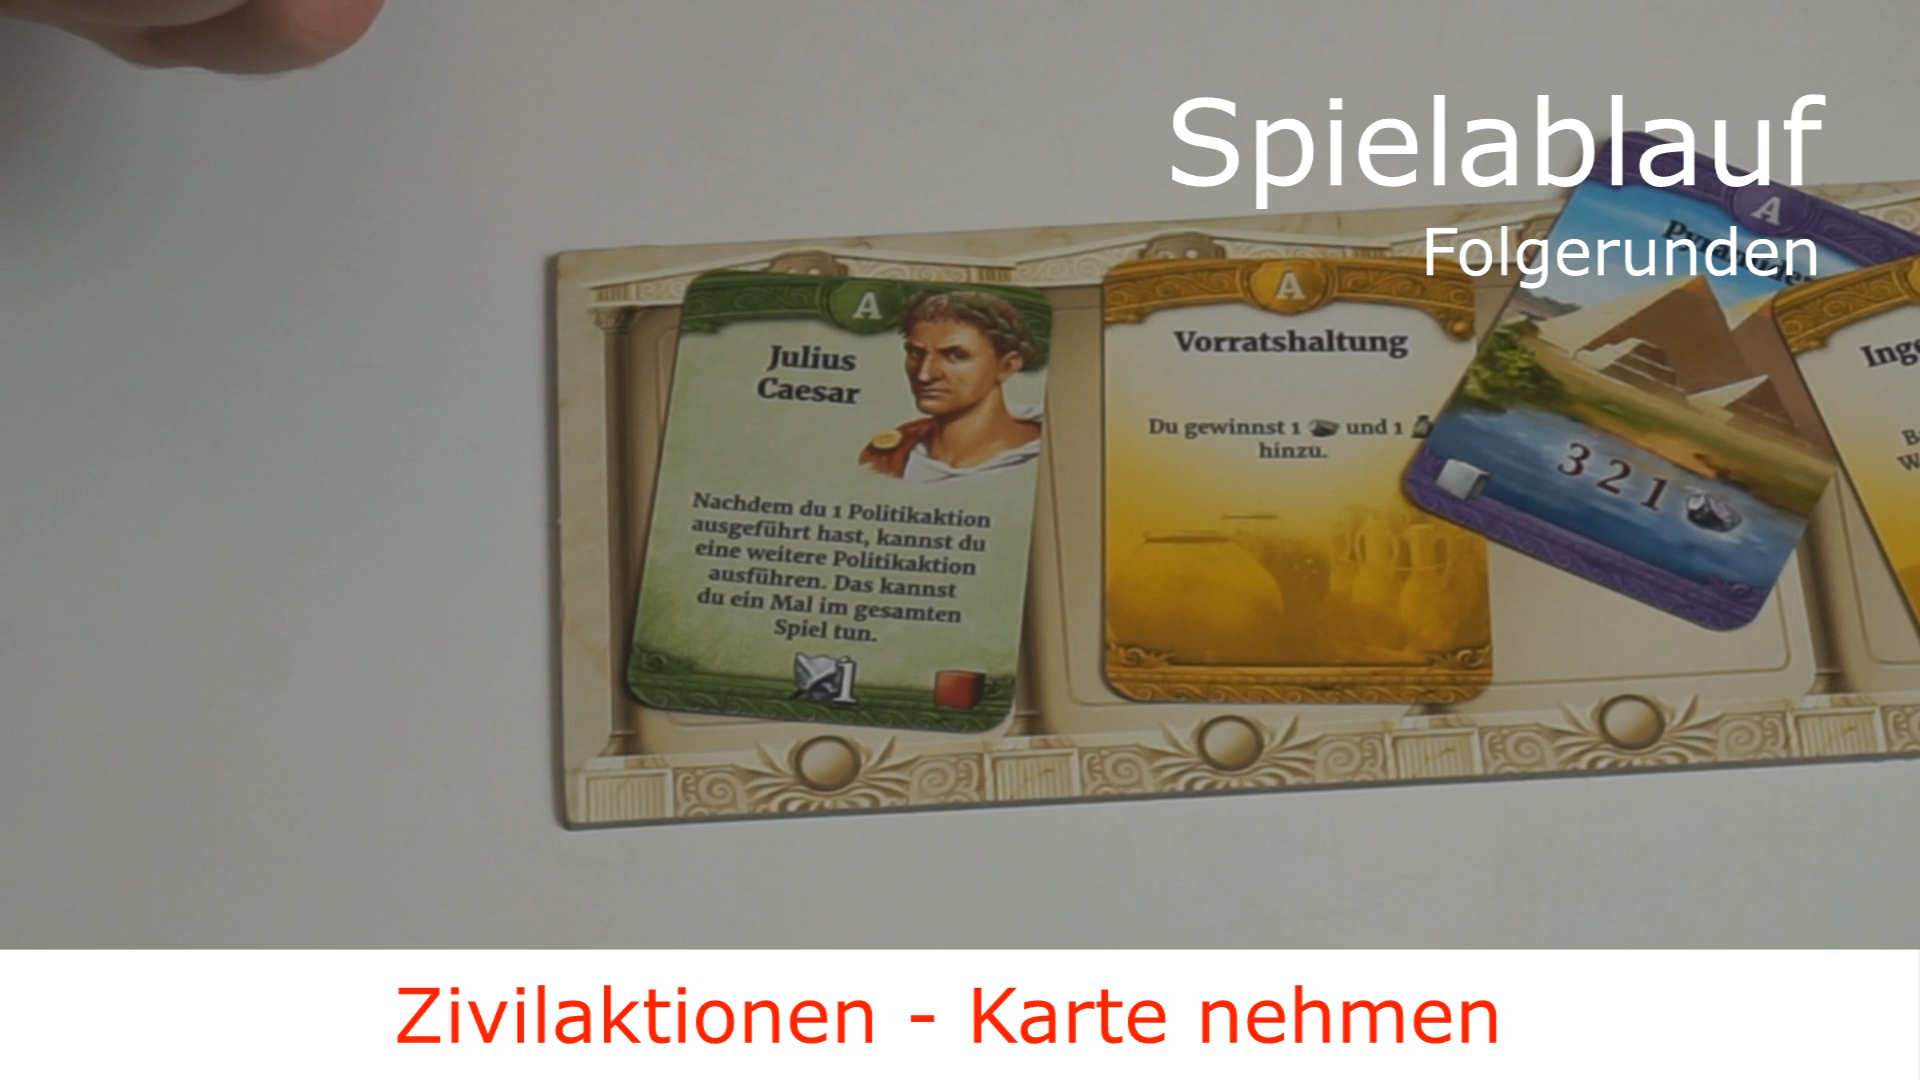 Spielablauf
Folgerunden
A
Julius
Caesar
Nachdem du 1 Politikaktion
ausgeführt hast, kannst du
eine weitere Politikaktion
ausführen. Das kannst
du ein Mal im gesamten
Spiel tun.
1
A
Vorratshaltung
Du gewinnst 1 und 1
hinzu.
A
3 2 1
Zivilaktionen - Karte nehmen